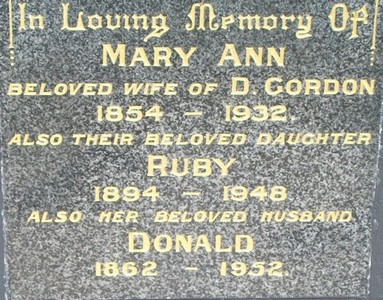 In Loving Memory Of
MARY ANN
BELOVED WIFE OF D. GORDON
1854 - 1932.
ALSO THEIR BELOVED DAUGHTER
RUBY
1894 - 1948
ALSO HER BELOVED HUSBAND
DONALD
1862 - 1952.